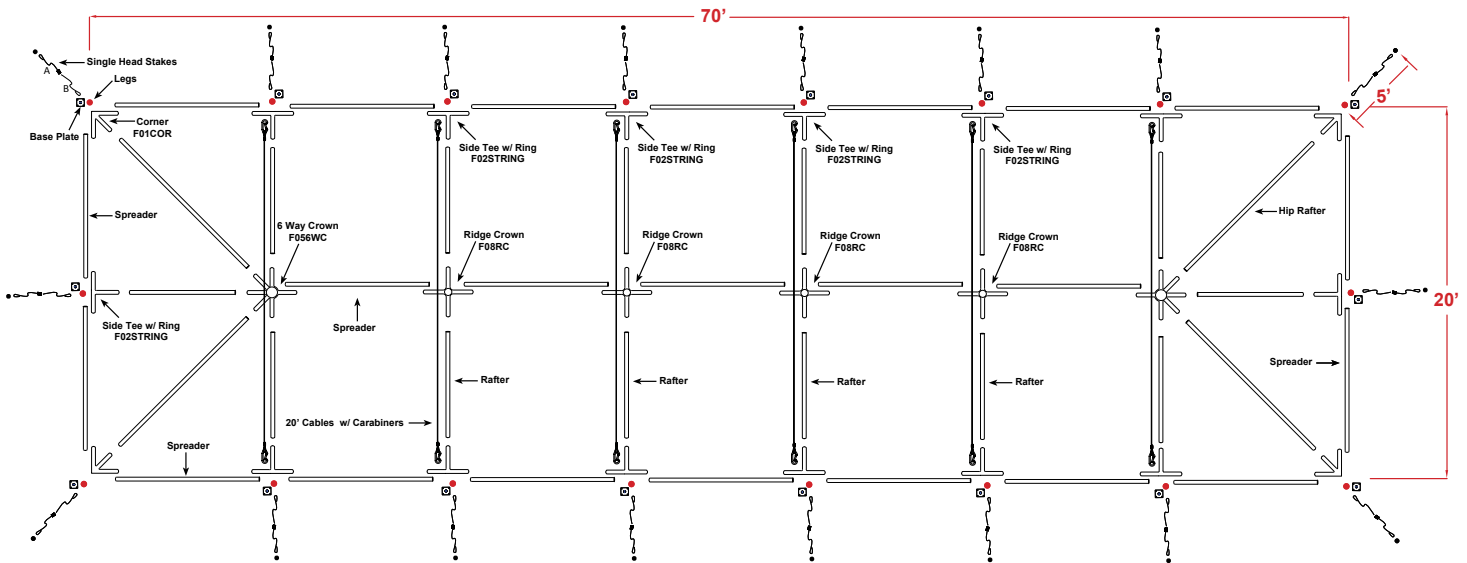 70’
Single Head Stakes
A
B
Legs
5’
Base Plate
Corner
F01COR
Side Tee w/ Ring
F02STRING
Side Tee w/ Ring
F02STRING
Side Tee w/ Ring
F02STRING
Side Tee w/ Ring
F02STRING
Spreader
Hip Rafter
6 Way Crown
F056WC
Ridge Crown
F08RC
Ridge Crown
F08RC
Ridge Crown
F08RC
Ridge Crown
F08RC
20’
Side Tee w/ Ring
F02STRING
Spreader
Spreader
Rafter
Rafter
Rafter
Rafter
20’ Cables w/ Carabiners
Spreader